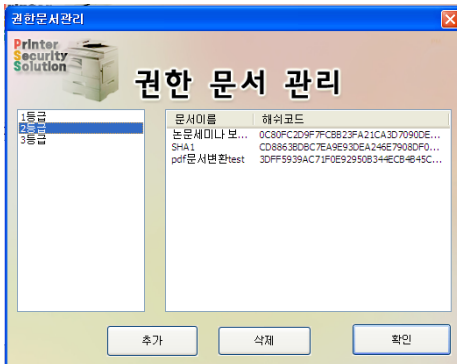 권한문서관리
Printer
Security
Solution
권한 문서 관리
1등급
2등급
3등급
문서이름 해쉬코드
논문세미나 보... 0C80FC2D9F7FCBB23FA21CA3D7090DE...
SHA1 CD8863BDBC7EA9E93DEA246E7908DF0...
pdf문서변환test 3DFF5939AC71F0E92950B344ECB4B45C...
추가 삭제 확인